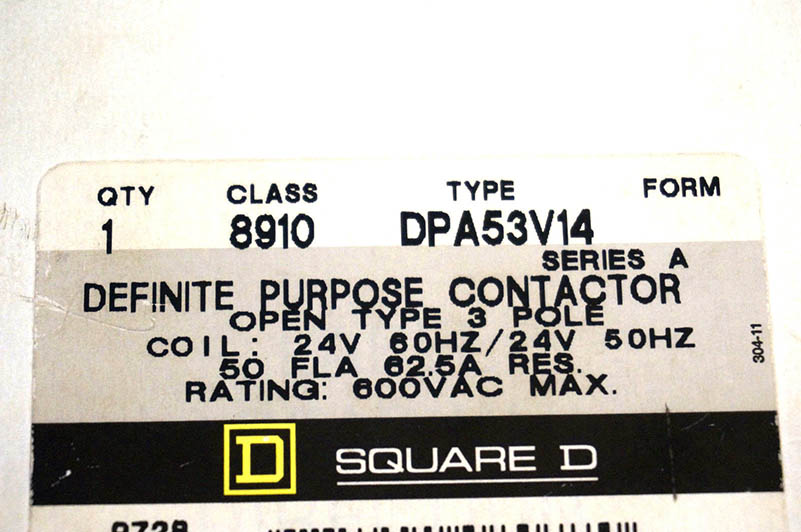 QTY CLASS TYPE FORM
1 8910 DPA53V14
SERIES A
DEFINITE PURPOSE CONTACTOR
OPEN TYPE 3 POLE
COIL: 24V 60HZ/24V 50HZ
50 FLA 62.5A RES.
RATING: 600VAC MAX.
304-11
D SQUARE D